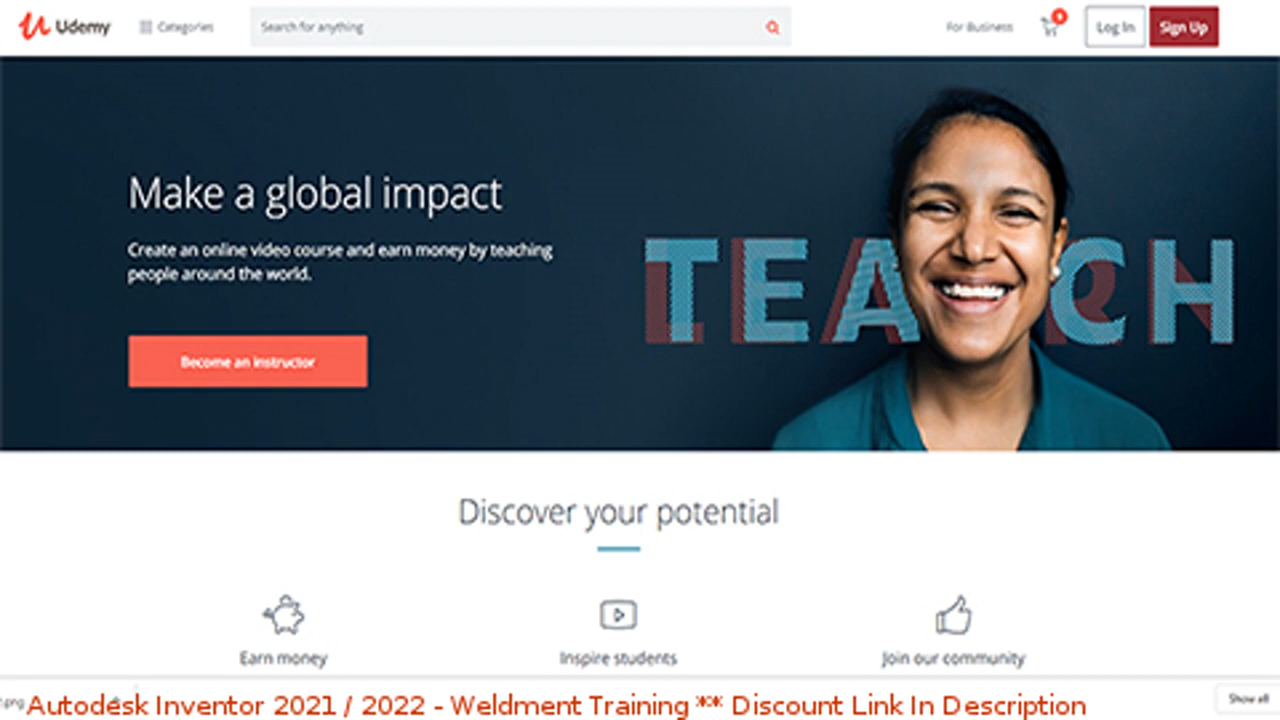 Udemy
Categories
Search for anything
For Business
Log In
Sign Up
Make a global impact
Create an online video course and earn money by teaching
people around the world.
Become an instructor
TEACH
Discover your potential
Earn money
Inspire students
Join our community
Autodesk Inventor 2021 / 2022 - Weldment Training ** Discount Link In Description
Show all